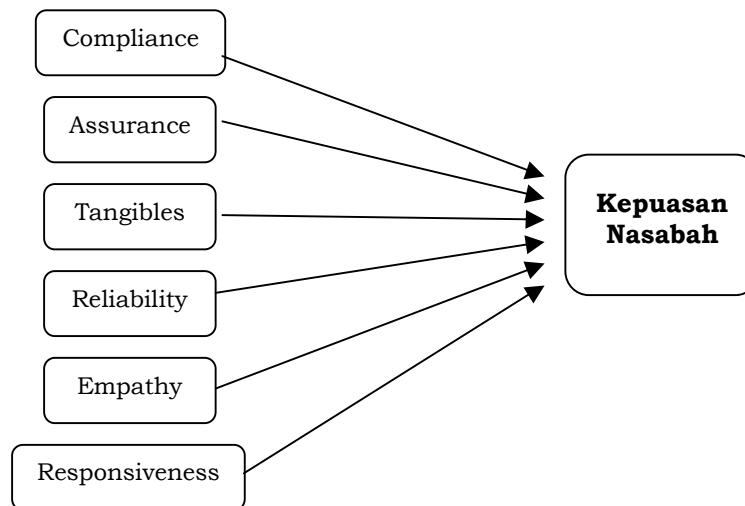 Compliance
Assurance
Tangibles
Reliability
Empathy
Responsiveness
Kepuasan
Nasabah